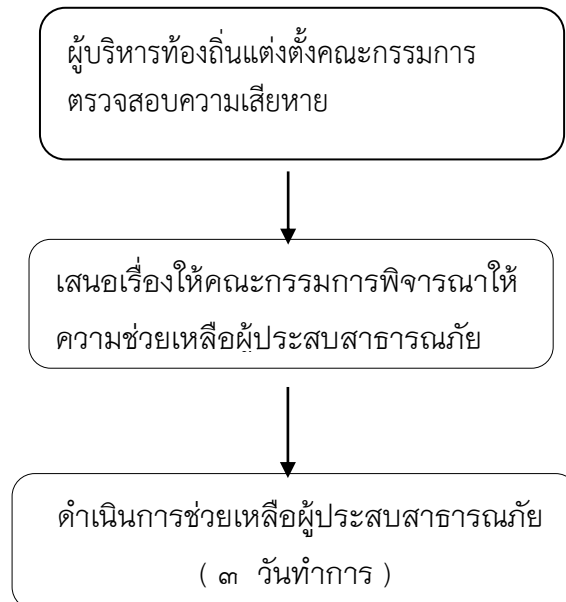 ผู้บริหารท้องถิ่นแต่งตั้งคณะกรรมการ
ตรวจสอบความเสียหาย
เสนอเรื่องให้คณะกรรมการพิจารณาให้
ความช่วยเหลือผู้ประสบสาธารณภัย
ดำเนินการช่วยเหลือผู้ประสบสาธารณภัย
( ๓ วันทำการ )